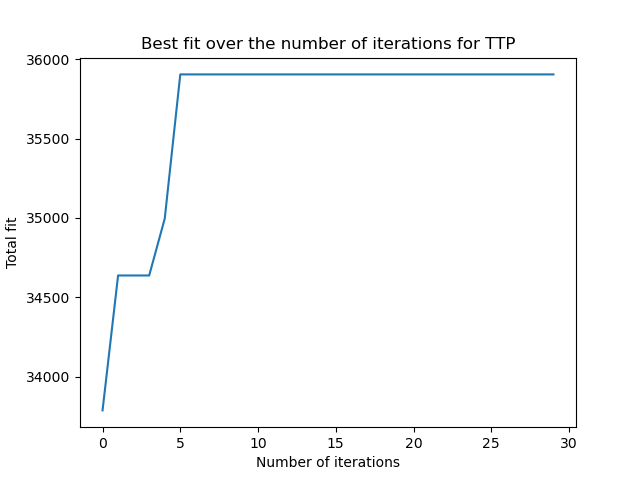 Best fit over the number of iterations for TTP
36000
35500
35000
34500
34000
Total fit
0 5 10 15 20 25 30
Number of iterations